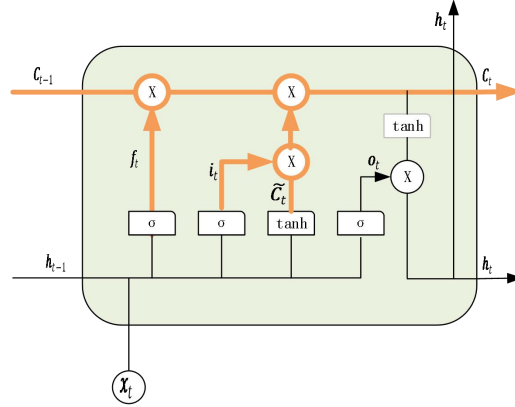 h_t
C_{t-1}
C_t
X
X
tanh
f_t
i_t
X
o_t
X
C̃_t
σ
σ
tanh
σ
h_{t-1}
h_t
X_t